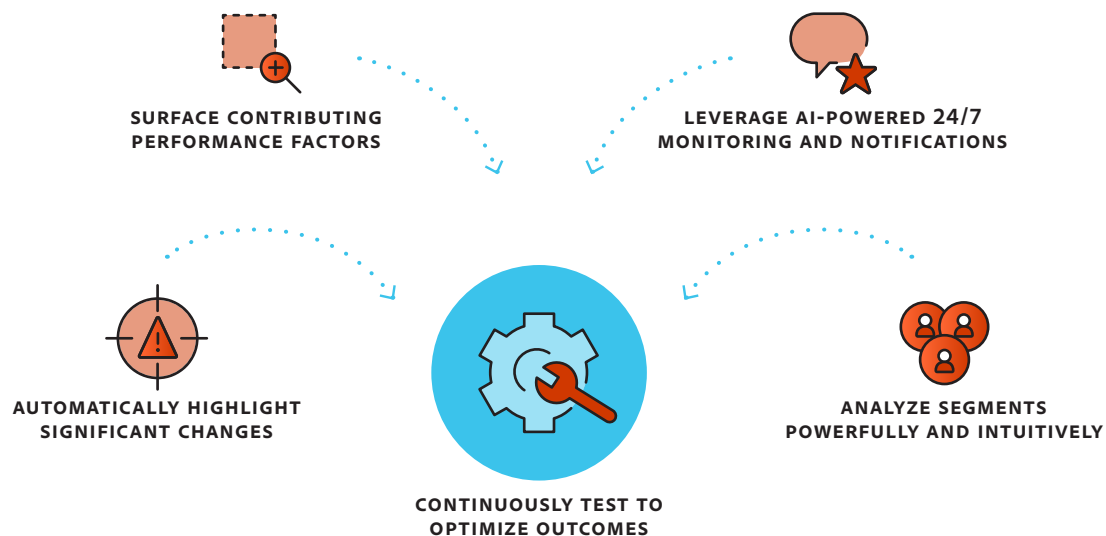 SURFACE CONTRIBUTING
PERFORMANCE FACTORS
LEVERAGE AI-POWERED 24/7
MONITORING AND NOTIFICATIONS
AUTOMATICALLY HIGHLIGHT
SIGNIFICANT CHANGES
ANALYZE SEGMENTS
POWERFULLY AND INTUITIVELY
CONTINUOUSLY TEST TO
OPTIMIZE OUTCOMES